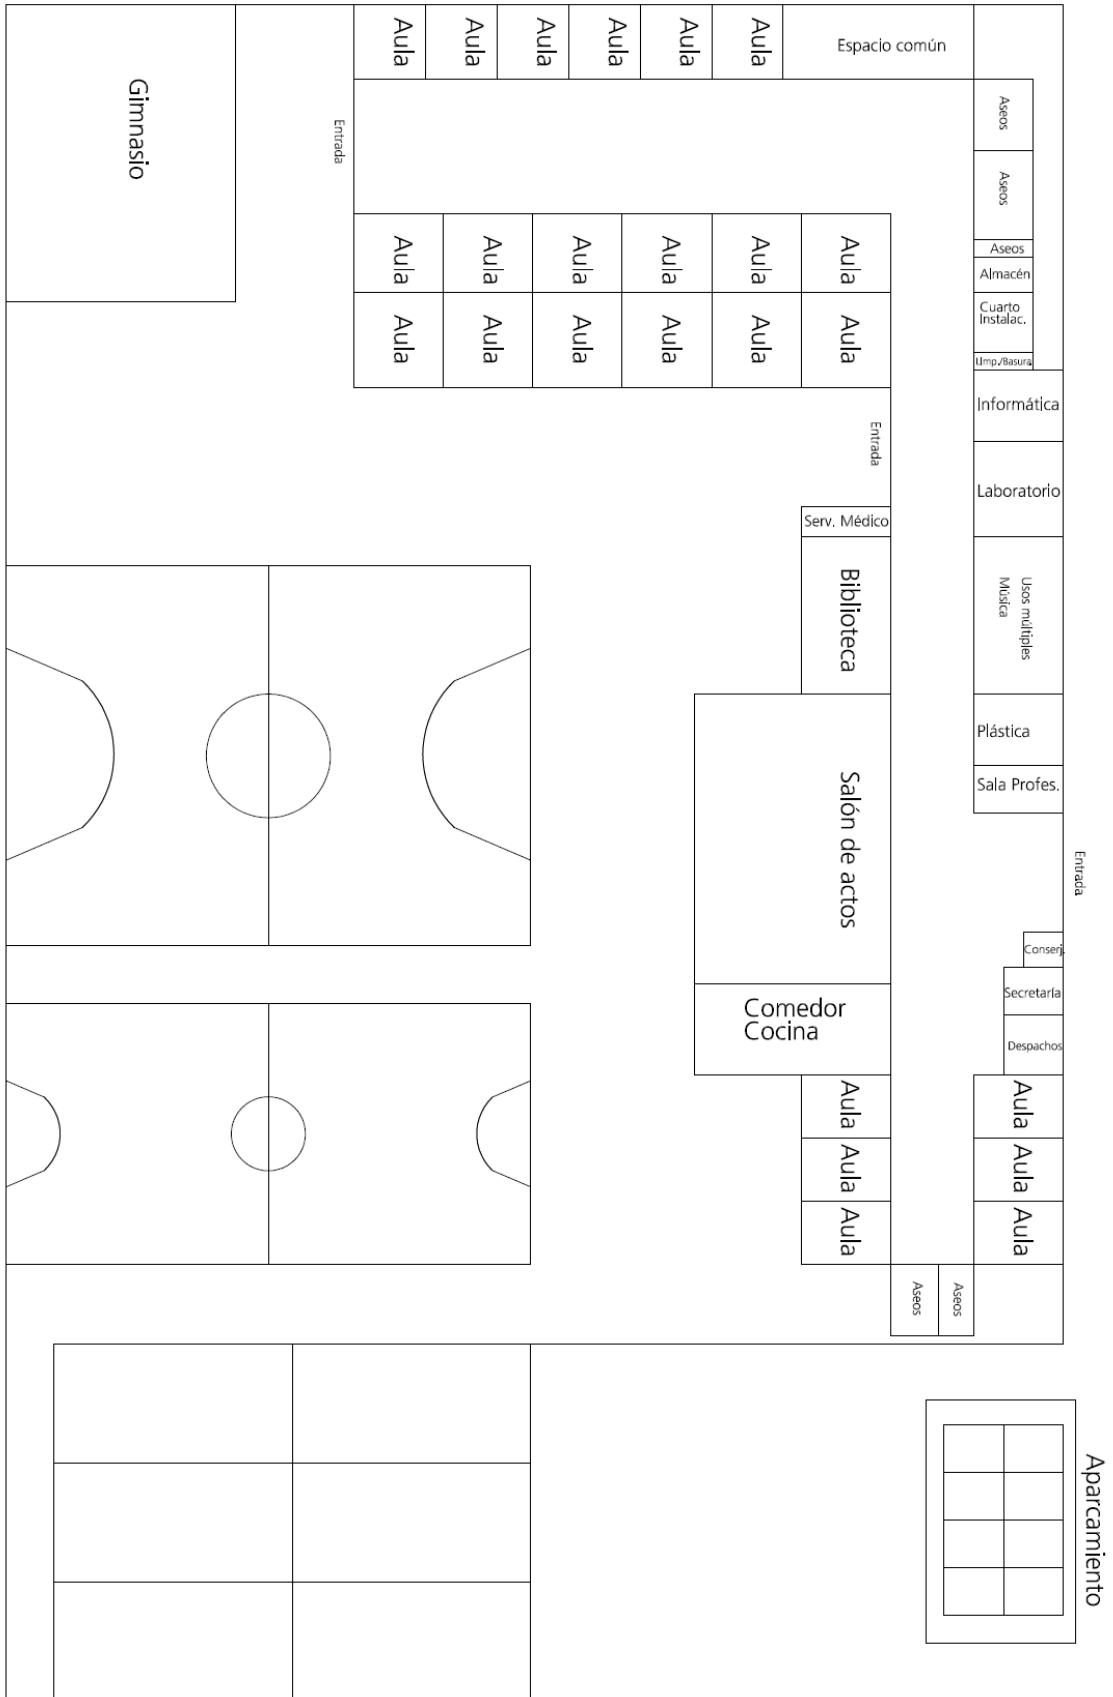 Aula
Aula
Aula
Aula
Aula
Aula
Espacio común
Gimnasio
Entrada
Aseos
Aseos
Aseos
Almacén
Cuarto
Instalac.
Limp./Basura
Aula
Aula
Aula
Aula
Aula
Aula
Aula
Aula
Aula
Aula
Aula
Aula
Informática
Entrada
Laboratorio
Serv. Médico
Biblioteca
Usos múltiples
Música
Plástica
Sala Profes.
Salón de actos
Entrada
Conserj.
Secretaría
Comedor
Cocina
Despachos
Aula
Aula
Aula
Aula
Aula
Aula
Aseos
Aseos
Aparcamiento